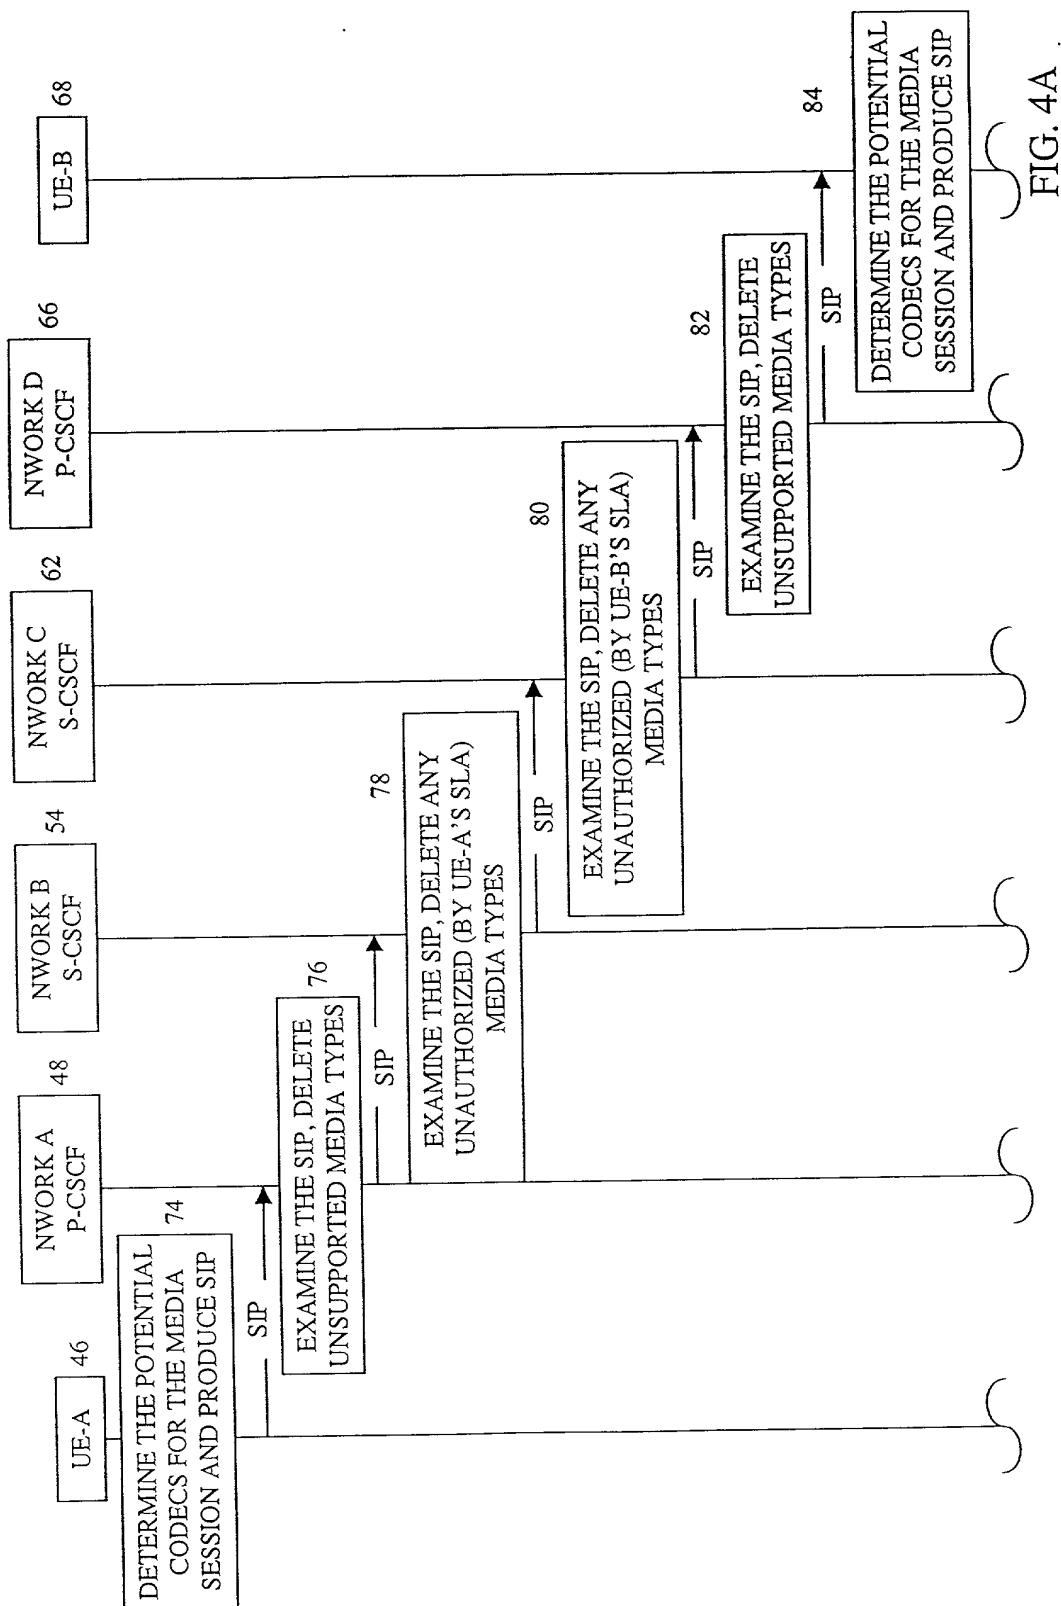 UE-A
46
NWORK A
P-CSCF
48
NWORK B
S-CSCF
54
NWORK C
S-CSCF
62
NWORK D
P-CSCF
66
UE-B
68
74
DETERMINE THE POTENTIAL
CODECS FOR THE MEDIA
SESSION AND PRODUCE SIP
SIP
76
EXAMINE THE SIP, DELETE
UNSUPPORTED MEDIA TYPES
SIP
78
EXAMINE THE SIP, DELETE ANY
UNAUTHORIZED (BY UE-A'S SLA)
MEDIA TYPES
SIP
80
EXAMINE THE SIP, DELETE ANY
UNAUTHORIZED (BY UE-B'S SLA)
MEDIA TYPES
SIP
82
EXAMINE THE SIP, DELETE
UNSUPPORTED MEDIA TYPES
SIP
84
DETERMINE THE POTENTIAL
CODECS FOR THE MEDIA
SESSION AND PRODUCE SIP
FIG. 4A